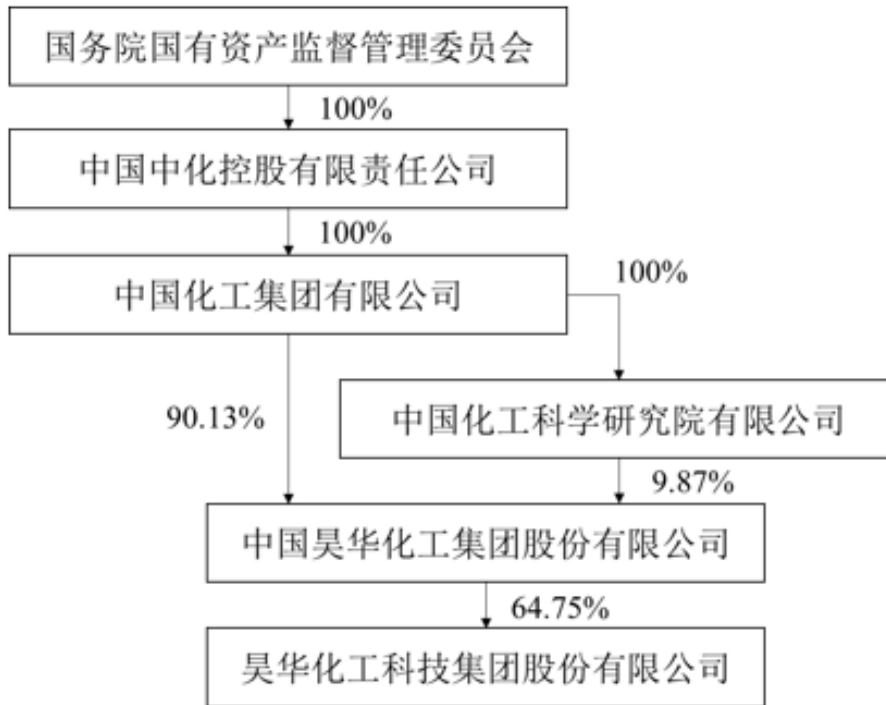 国务院国有资产监督管理委员会
100%
中国中化控股有限责任公司
100%
中国化工集团有限公司
100%
90.13%
中国化工科学研究院有限公司
9.87%
中国昊华化工集团股份有限公司
64.75%
昊华化工科技集团股份有限公司